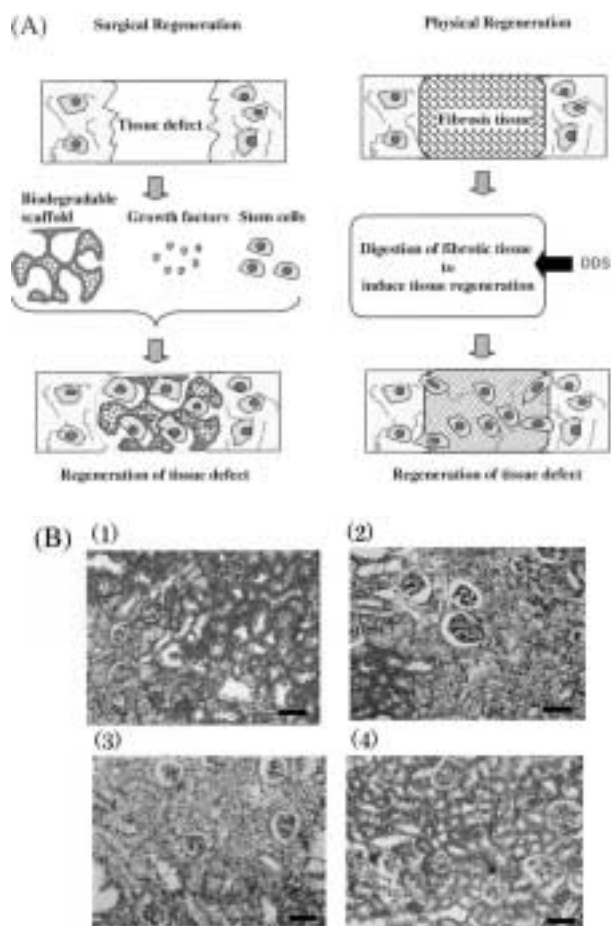 (A)
Surgical Regeneration
Physical Regeneration
Tissue defect
Fibrosis tissue
Biodegradable
scaffold
Growth factors
Stem cells
Digestion of fibrotic tissue
to
induce tissue regeneration
DDS
Regeneration of tissue defect
Regeneration of tissue defect
(B)
(1)
(2)
(3)
(4)